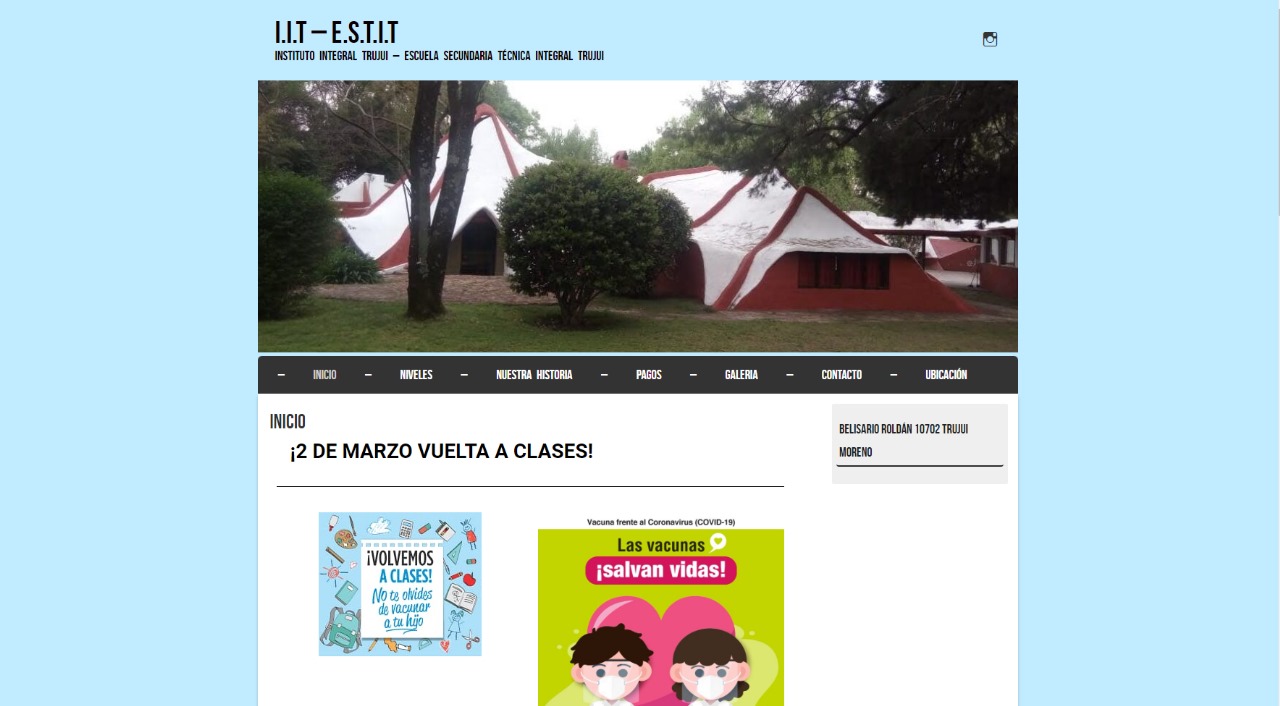 I.I.T – E.S.T.I.T
INSTITUTO INTEGRAL TRUJUI – ESCUELA SECUNDARIA TÉCNICA INTEGRAL TRUJUI
– INICIO – NIVELES – NUESTRA HISTORIA – PAGOS – GALERIA – CONTACTO – UBICACIÓN
INICIO
¡2 DE MARZO VUELTA A CLASES!
¡VOLVEMOS
A CLASES!
No te olvides
de vacunar
a tu hijo
Vacuna frente al Coronavirus (COVID-19)
Las vacunas
¡salvan vidas!
BELISARIO ROLDÁN 10702 TRUJUI
MORENO